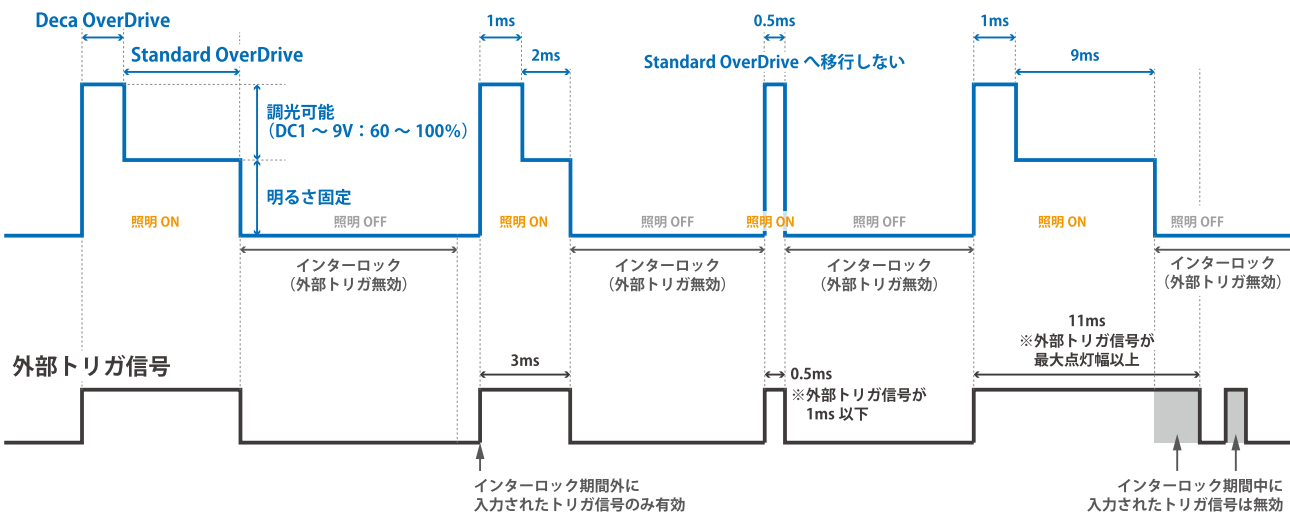 Deca OverDrive
1ms
0.5ms
1ms
Standard OverDrive
2ms
Standard OverDrive へ移行しない
9ms
調光可能
（DC1 ～ 9V：60 ～ 100％）
明るさ固定
照明 ON
照明 OFF
照明 ON
照明 OFF
照明 ON
照明 OFF
照明 ON
照明 OFF
インターロック
（外部トリガ無効）
インターロック
（外部トリガ無効）
インターロック
（外部トリガ無効）
インターロック
（外部トリガ無効）
外部トリガ信号
3ms
0.5ms
※外部トリガ信号が
1ms 以下
11ms
※外部トリガ信号が
最大点灯幅以上
インターロック期間外に
入力されたトリガ信号のみ有効
インターロック期間中に
入力されたトリガ信号は無効